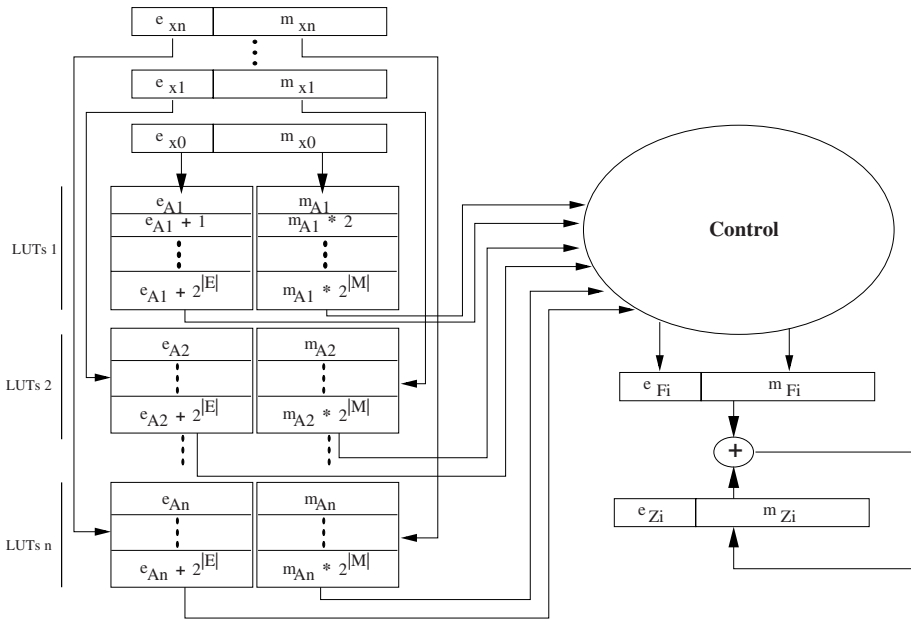 e xn m xn
e x1 m x1
e x0 m x0
LUTs 1
e A1 m A1
e A1 + 1 m A1 * 2
e A1 + 2^|E| m A1 * 2^|M|
Control
LUTs 2
e A2 m A2
e A2 + 2^|E| m A2 * 2^|M|
e Fi m Fi
+
LUTs n
e An m An
e An + 2^|E| m An * 2^|M|
e Zi m Zi